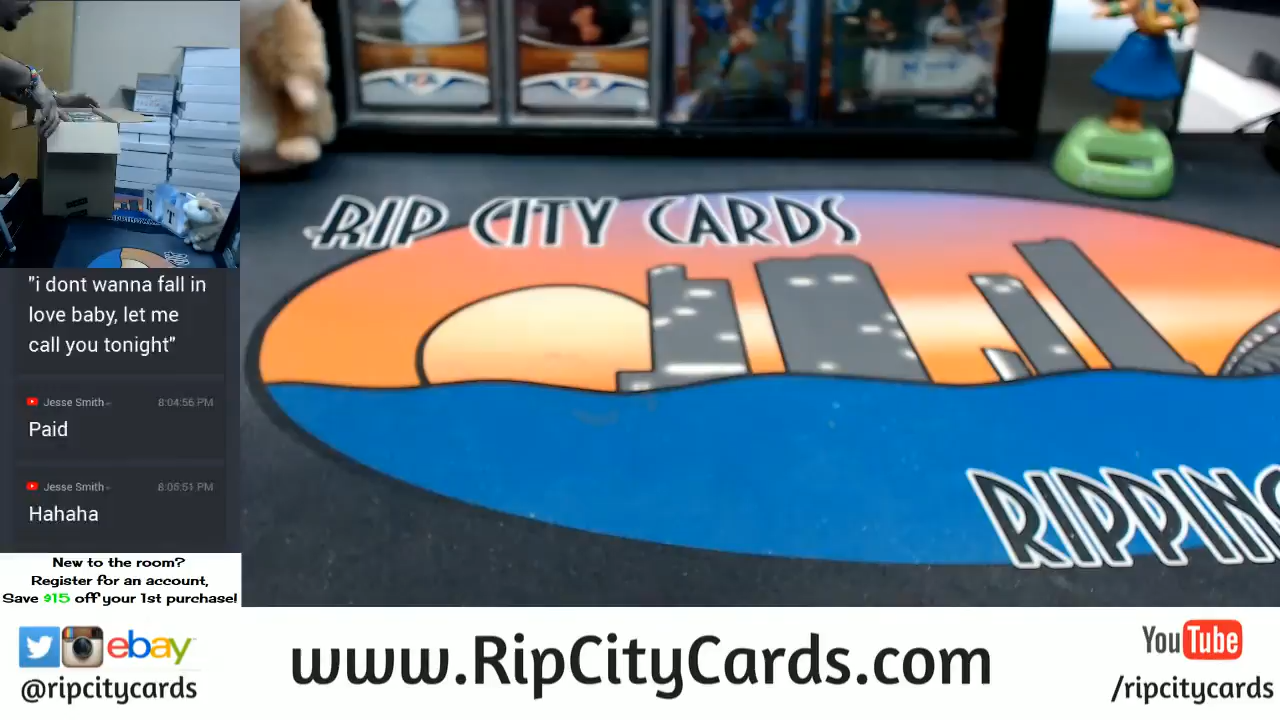 "i dont wanna fall in
love baby, let me
call you tonight"
Jesse Smith 8:04:56 PM
Paid
Jesse Smith 8:05:51 PM
Hahaha
New to the room?
Register for an account,
Save $15 off your 1st purchase!
RIP CITY CARDS
RIPPING
ebay
@ripcitycards
www.RipCityCards.com
YouTube
/ripcitycards